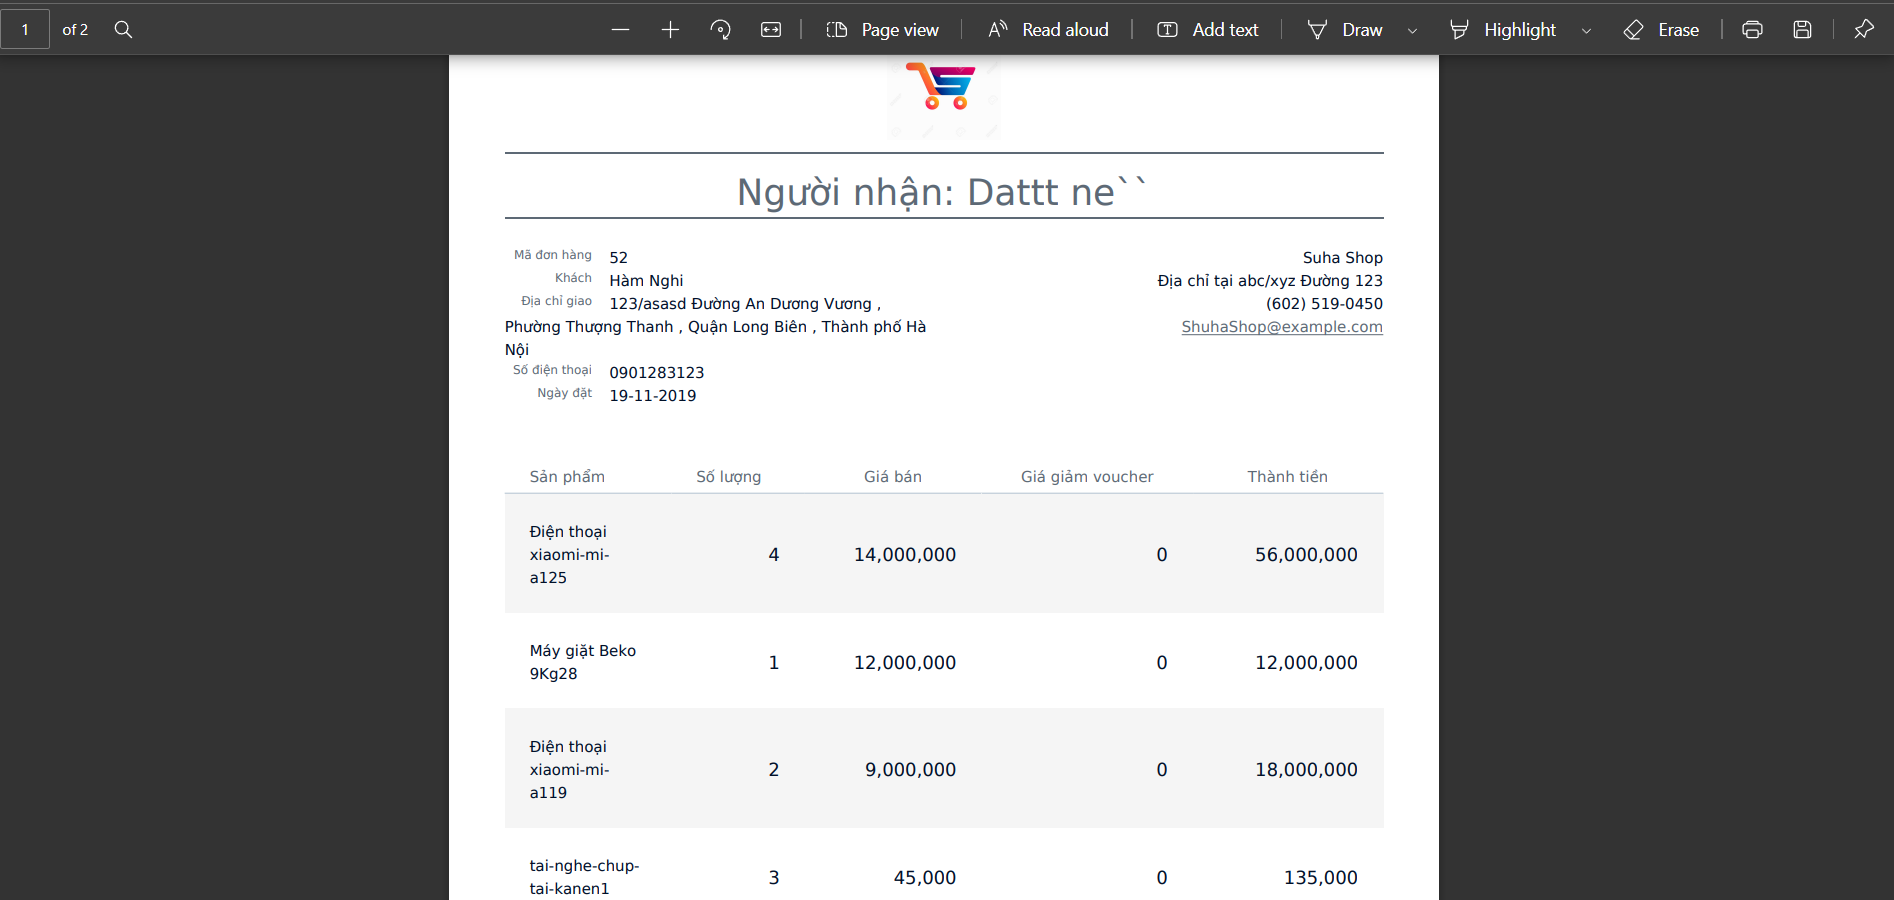 1 of 2 Page view Read aloud Add text Draw Highlight Erase
Người nhận: Dattt ne``
Mã đơn hàng 52
Khách Hàm Nghi
Địa chỉ giao 123/asasd Đường An Dương Vương ,
Phường Thượng Thanh , Quận Long Biên , Thành phố Hà
Nội
Số điện thoại 0901283123
Ngày đặt 19-11-2019
Suha Shop
Địa chỉ tại abc/xyz Đường 123
(602) 519-0450
ShuhaShop@example.com
Sản phẩm Số lượng Giá bán Giá giảm voucher Thành tiền
Điện thoại
xiaomi-mi-
a125
4 14,000,000 0 56,000,000
Máy giặt Beko
9Kg28
1 12,000,000 0 12,000,000
Điện thoại
xiaomi-mi-
a119
2 9,000,000 0 18,000,000
tai-nghe-chup-
tai-kanen1
3 45,000 0 135,000